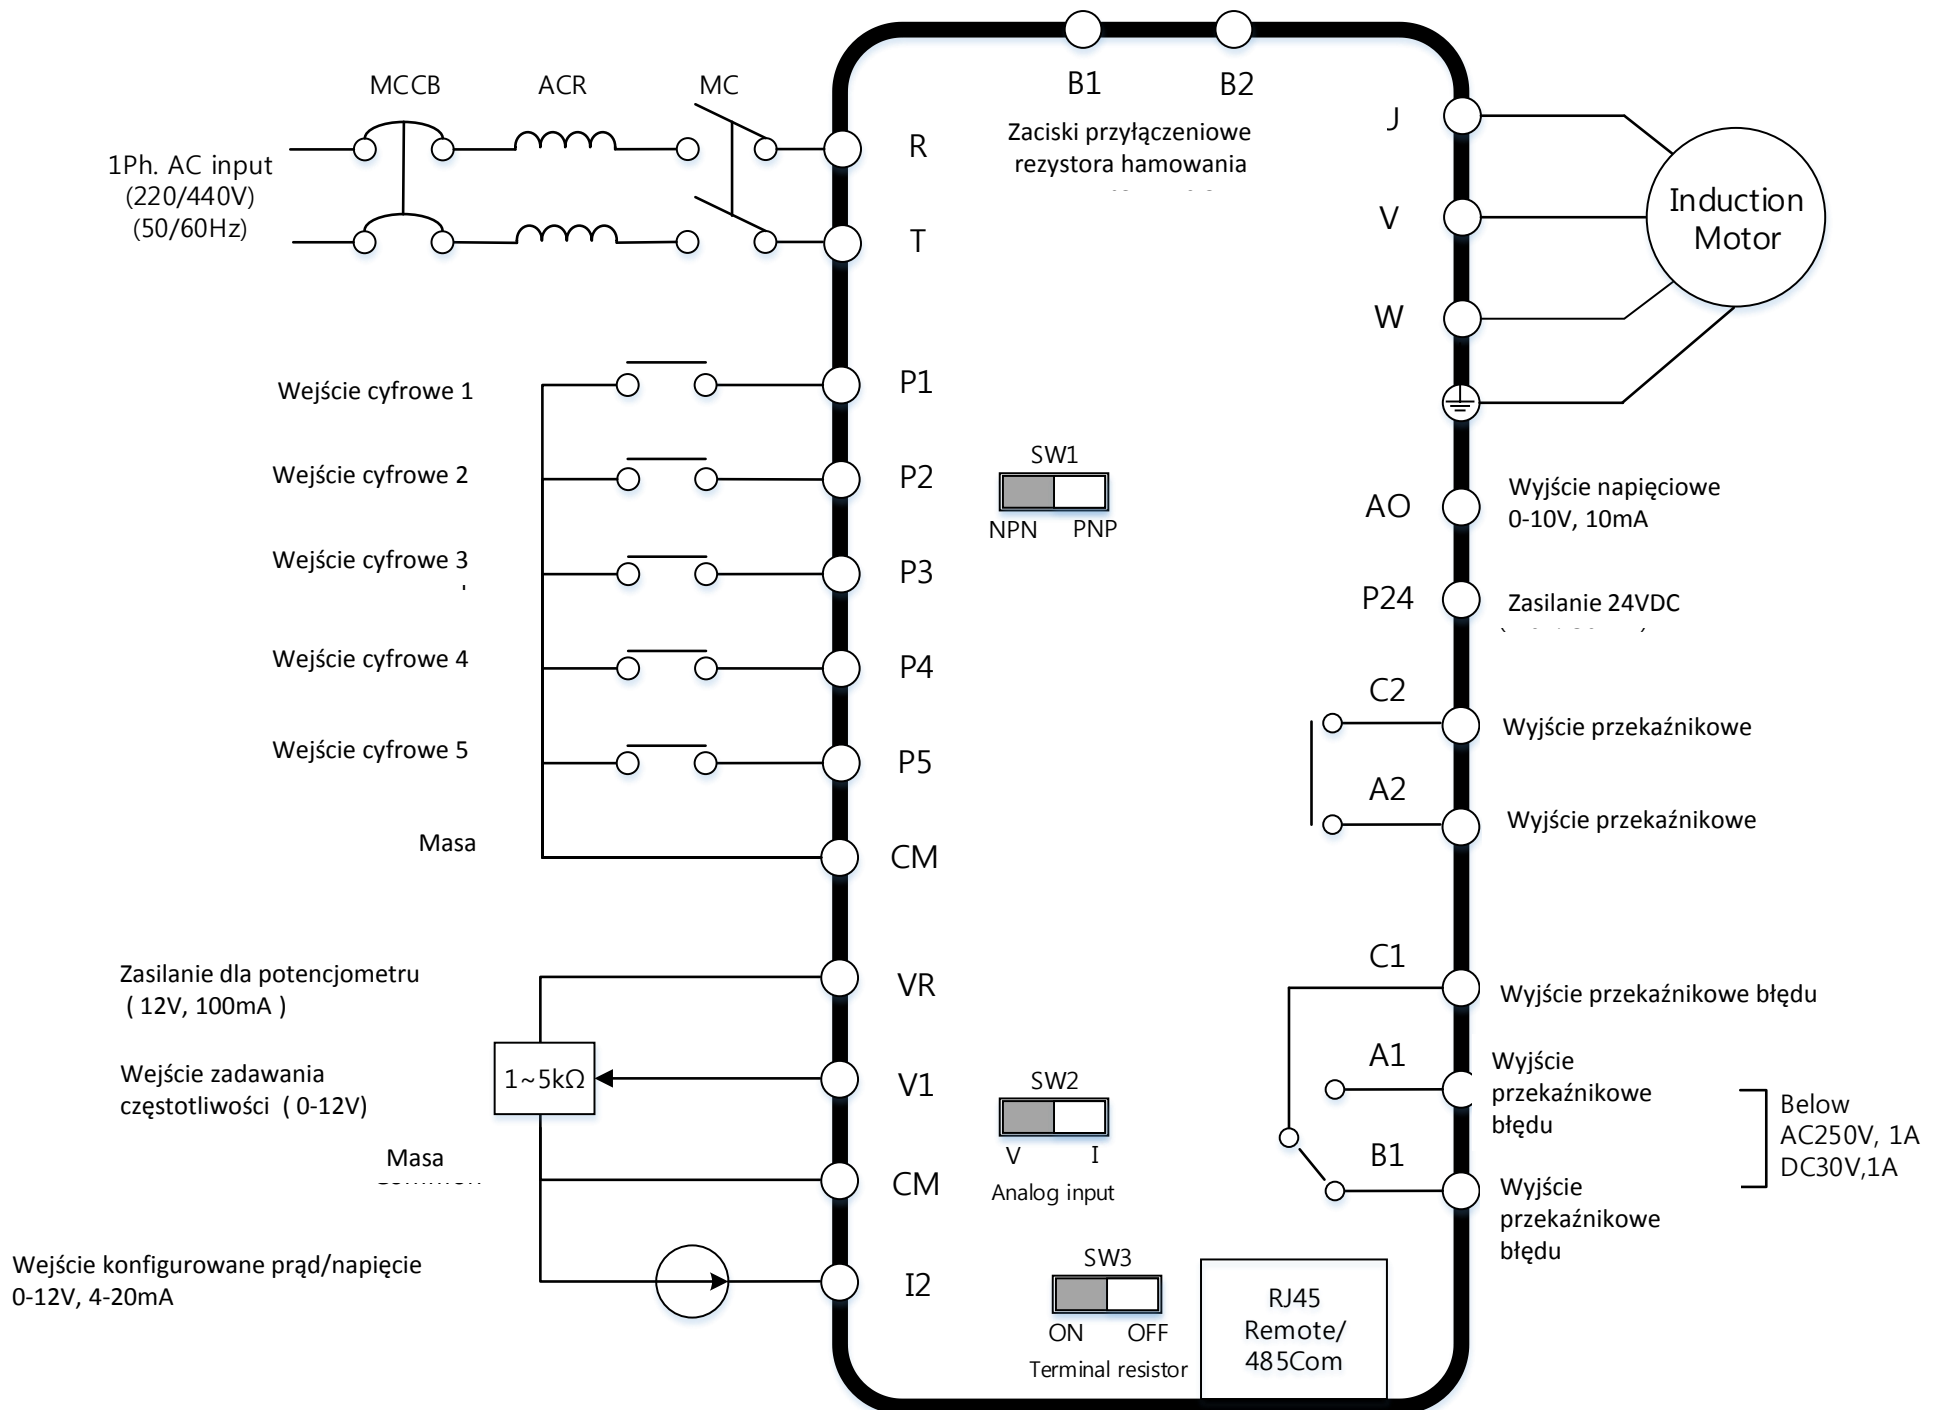 B1
B2
Zaciski przyłączeniowe
rezystora hamowania
MCCB
ACR
MC
1Ph. AC input
(220/440V)
(50/60Hz)
R
T
Wejście cyfrowe 1
P1
Wejście cyfrowe 2
P2
Wejście cyfrowe 3
P3
Wejście cyfrowe 4
P4
Wejście cyfrowe 5
P5
Masa
CM
Zasilanie dla potencjometru
( 12V, 100mA )
VR
Wejście zadawania
częstotliwości ( 0-12V)
1~5kΩ
V1
Masa
CM
Wejście konfigurowane prąd/napięcie
0-12V, 4-20mA
I2
SW1
NPN PNP
SW2
V I
Analog input
SW3
ON OFF
Terminal resistor
RJ45
Remote/
485Com
J
V
W
Induction
Motor
AO
Wyjście napięciowe
0-10V, 10mA
P24
Zasilanie 24VDC
C2
Wyjście przekaźnikowe
A2
Wyjście przekaźnikowe
C1
Wyjście przekaźnikowe błędu
A1
Wyjście
przekaźnikowe
błędu
B1
Wyjście
przekaźnikowe
błędu
Below
AC250V, 1A
DC30V,1A